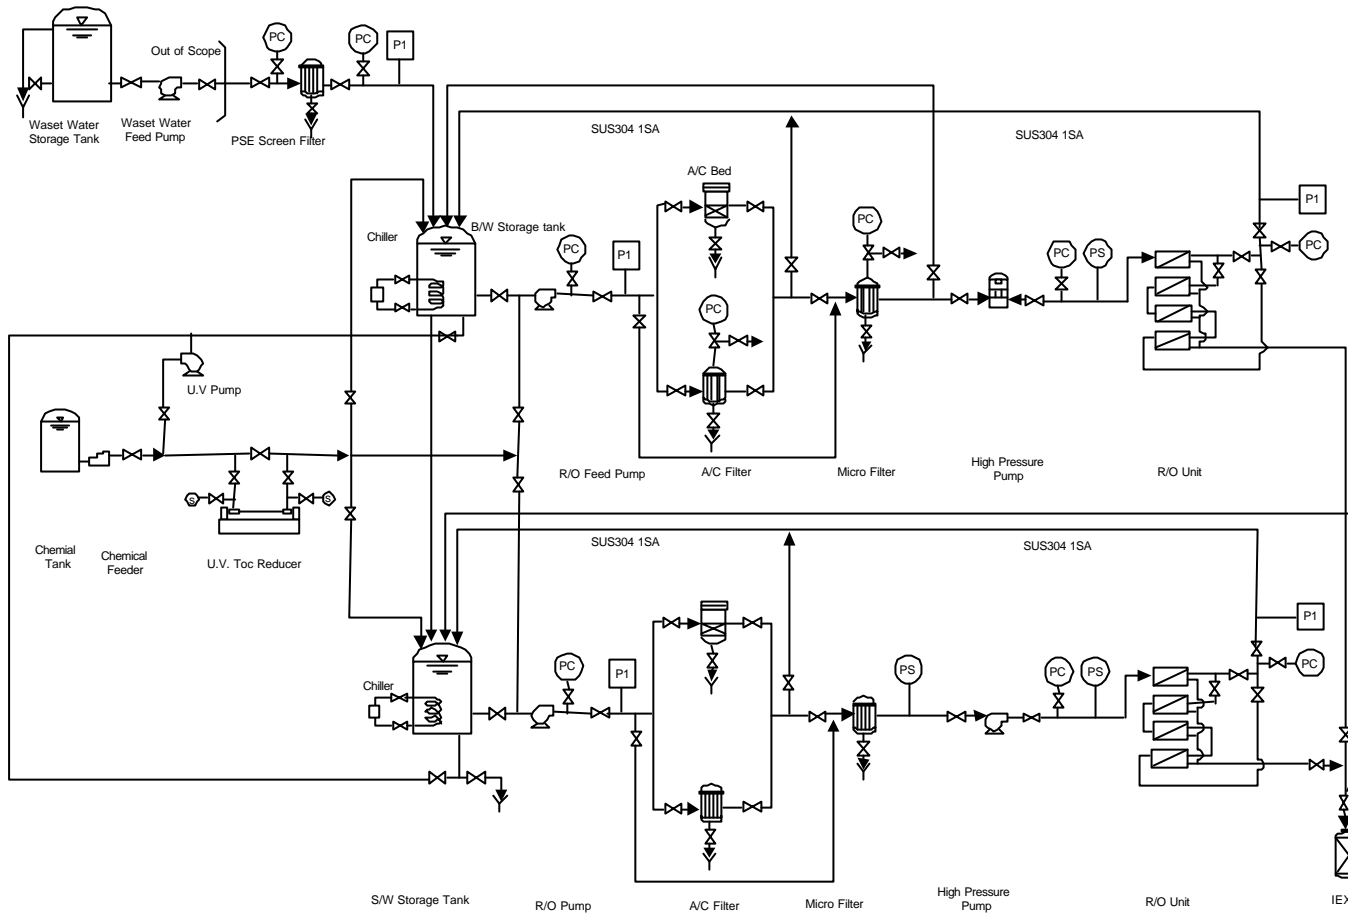 PC
PC
P1
Out of Scope
Waset Water
Storage Tank
Waset Water
Feed Pump
PSE Screen Filter
SUS304 1SA
SUS304 1SA
A/C Bed
P1
Chiller
B/W Storage tank
PC
P1
PC
PC
PS
PC
PC
U.V Pump
R/O Feed Pump
A/C Filter
Micro Filter
High Pressure
Pump
R/O Unit
S
S
Chemial
Tank
Chemical
Feeder
U.V. Toc Reducer
SUS304 1SA
SUS304 1SA
P1
Chiller
PC
P1
PS
PC
PS
PC
S/W Storage Tank
R/O Pump
A/C Filter
Micro Filter
High Pressure
Pump
R/O Unit
IEX